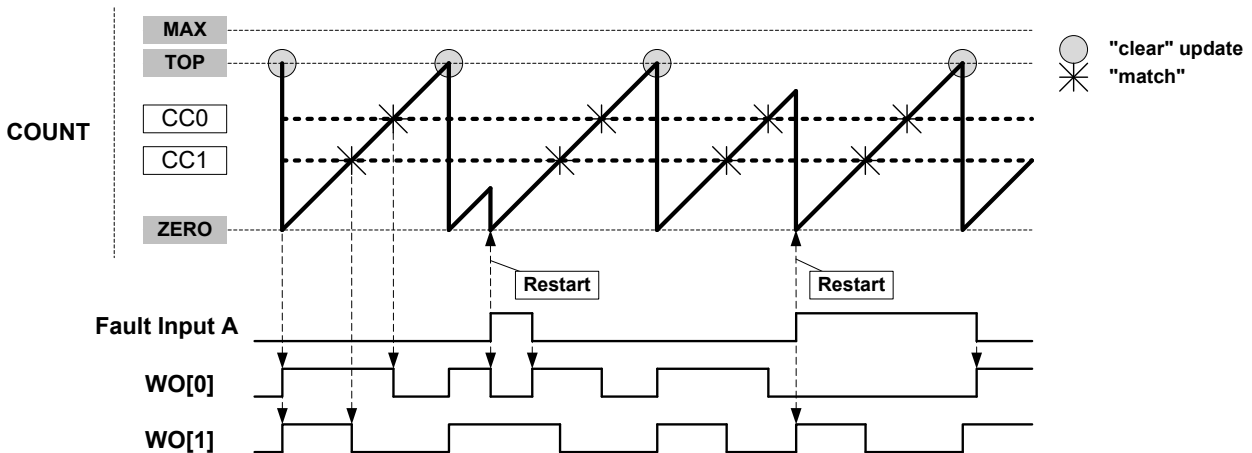 MAX
"clear" update
TOP
"match"
CC0
COUNT
CC1
ZERO
Restart
Restart
Fault Input A
WO[0]
WO[1]